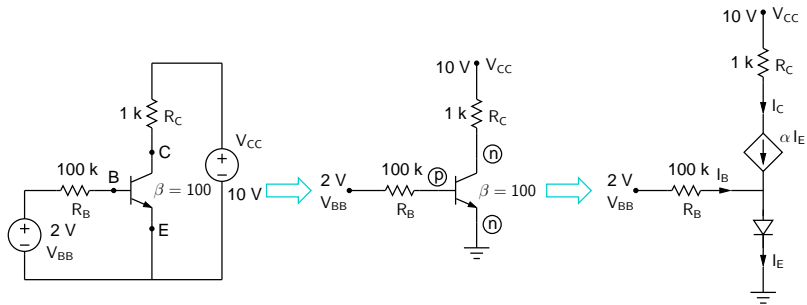 1 k
R_C
C
V_CC
10 V
100 k
B
R_B
β = 100
2 V
V_BB
E
10 V
V_CC
1 k
R_C
n
2 V
V_BB
100 k
R_B
p
β = 100
n
10 V
V_CC
1 k
R_C
I_C
α I_E
2 V
V_BB
100 k
R_B
I_B
I_E